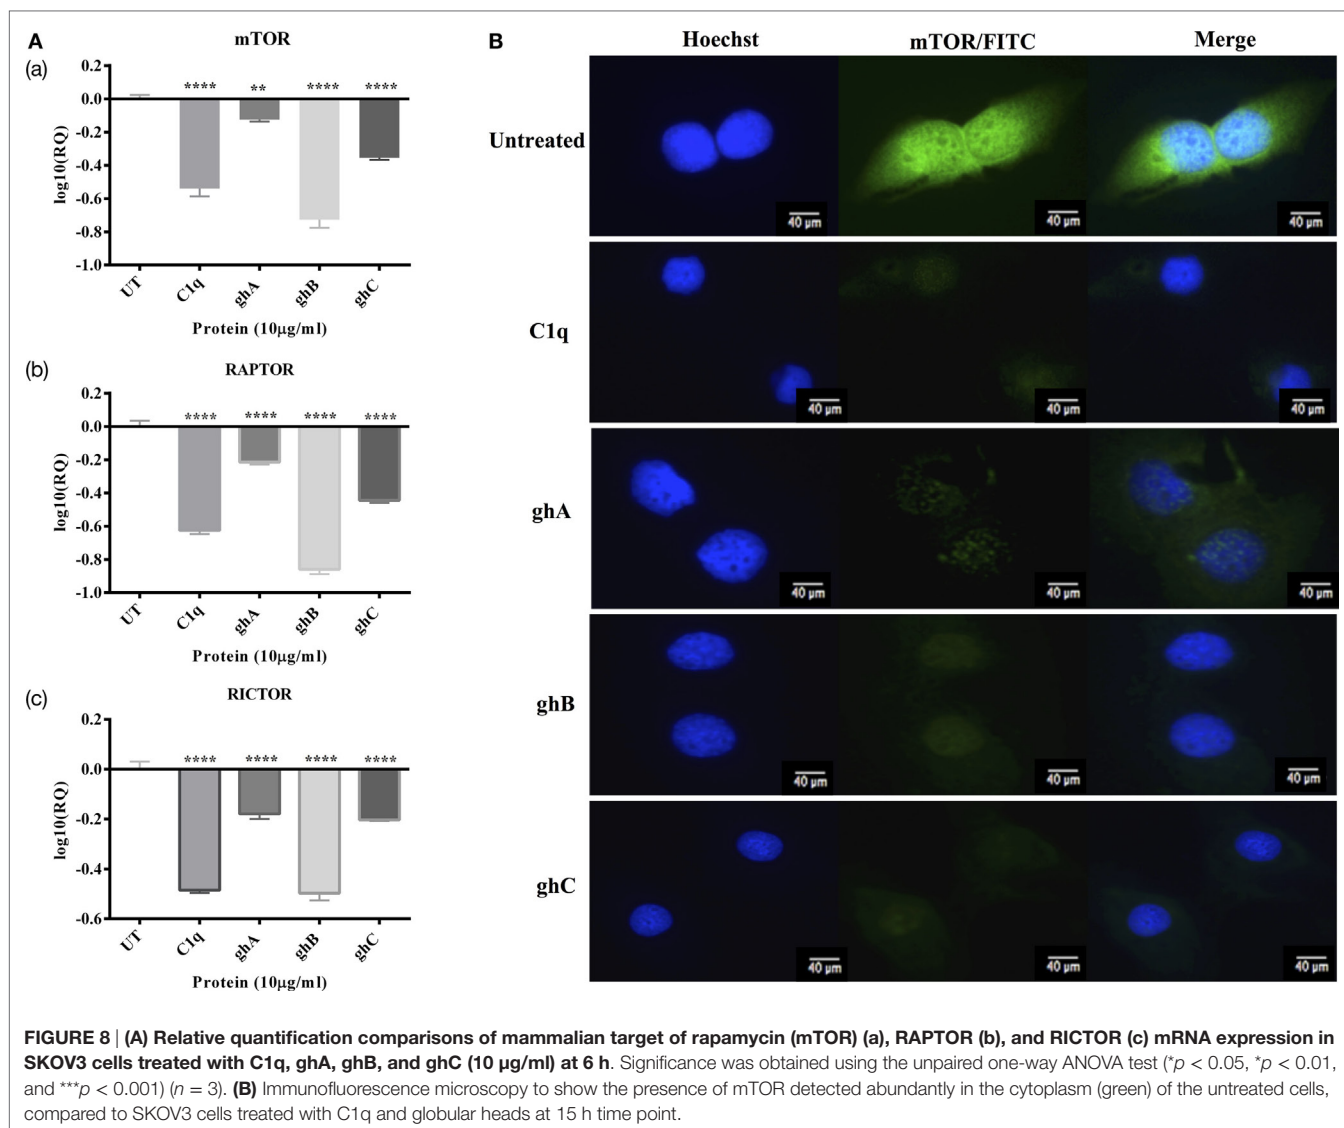 A
mTOR
(a)
0.2
0.0
-0.2
-0.4
-0.6
-0.8
-1.0
log10(RQ)
**** ** **** ****
UT C1q ghA ghB ghC
Protein (10μg/ml)
(b)
RAPTOR
0.2
0.0
-0.2
-0.4
-0.6
-0.8
-1.0
log10(RQ)
**** **** **** ****
UT C1q ghA ghB ghC
Protein (10μg/ml)
(c)
RICTOR
0.2
0.0
-0.2
-0.4
-0.6
log10(RQ)
**** **** **** ****
UT C1q ghA ghB ghC
Protein (10μg/ml)
B
Hoechst mTOR/FITC Merge
Untreated
40 μm 40 μm 40 μm
C1q
40 μm 40 μm 40 μm
ghA
40 μm 40 μm 40 μm
ghB
40 μm 40 μm 40 μm
ghC
40 μm 40 μm 40 μm
FIGURE 8 | (A) Relative quantification comparisons of mammalian target of rapamycin (mTOR) (a), RAPTOR (b), and RICTOR (c) mRNA expression in
SKOV3 cells treated with C1q, ghA, ghB, and ghC (10 μg/ml) at 6 h. Significance was obtained using the unpaired one-way ANOVA test (*p < 0.05, *p < 0.01,
and ***p < 0.001) (n = 3). (B) Immunofluorescence microscopy to show the presence of mTOR detected abundantly in the cytoplasm (green) of the untreated cells,
compared to SKOV3 cells treated with C1q and globular heads at 15 h time point.